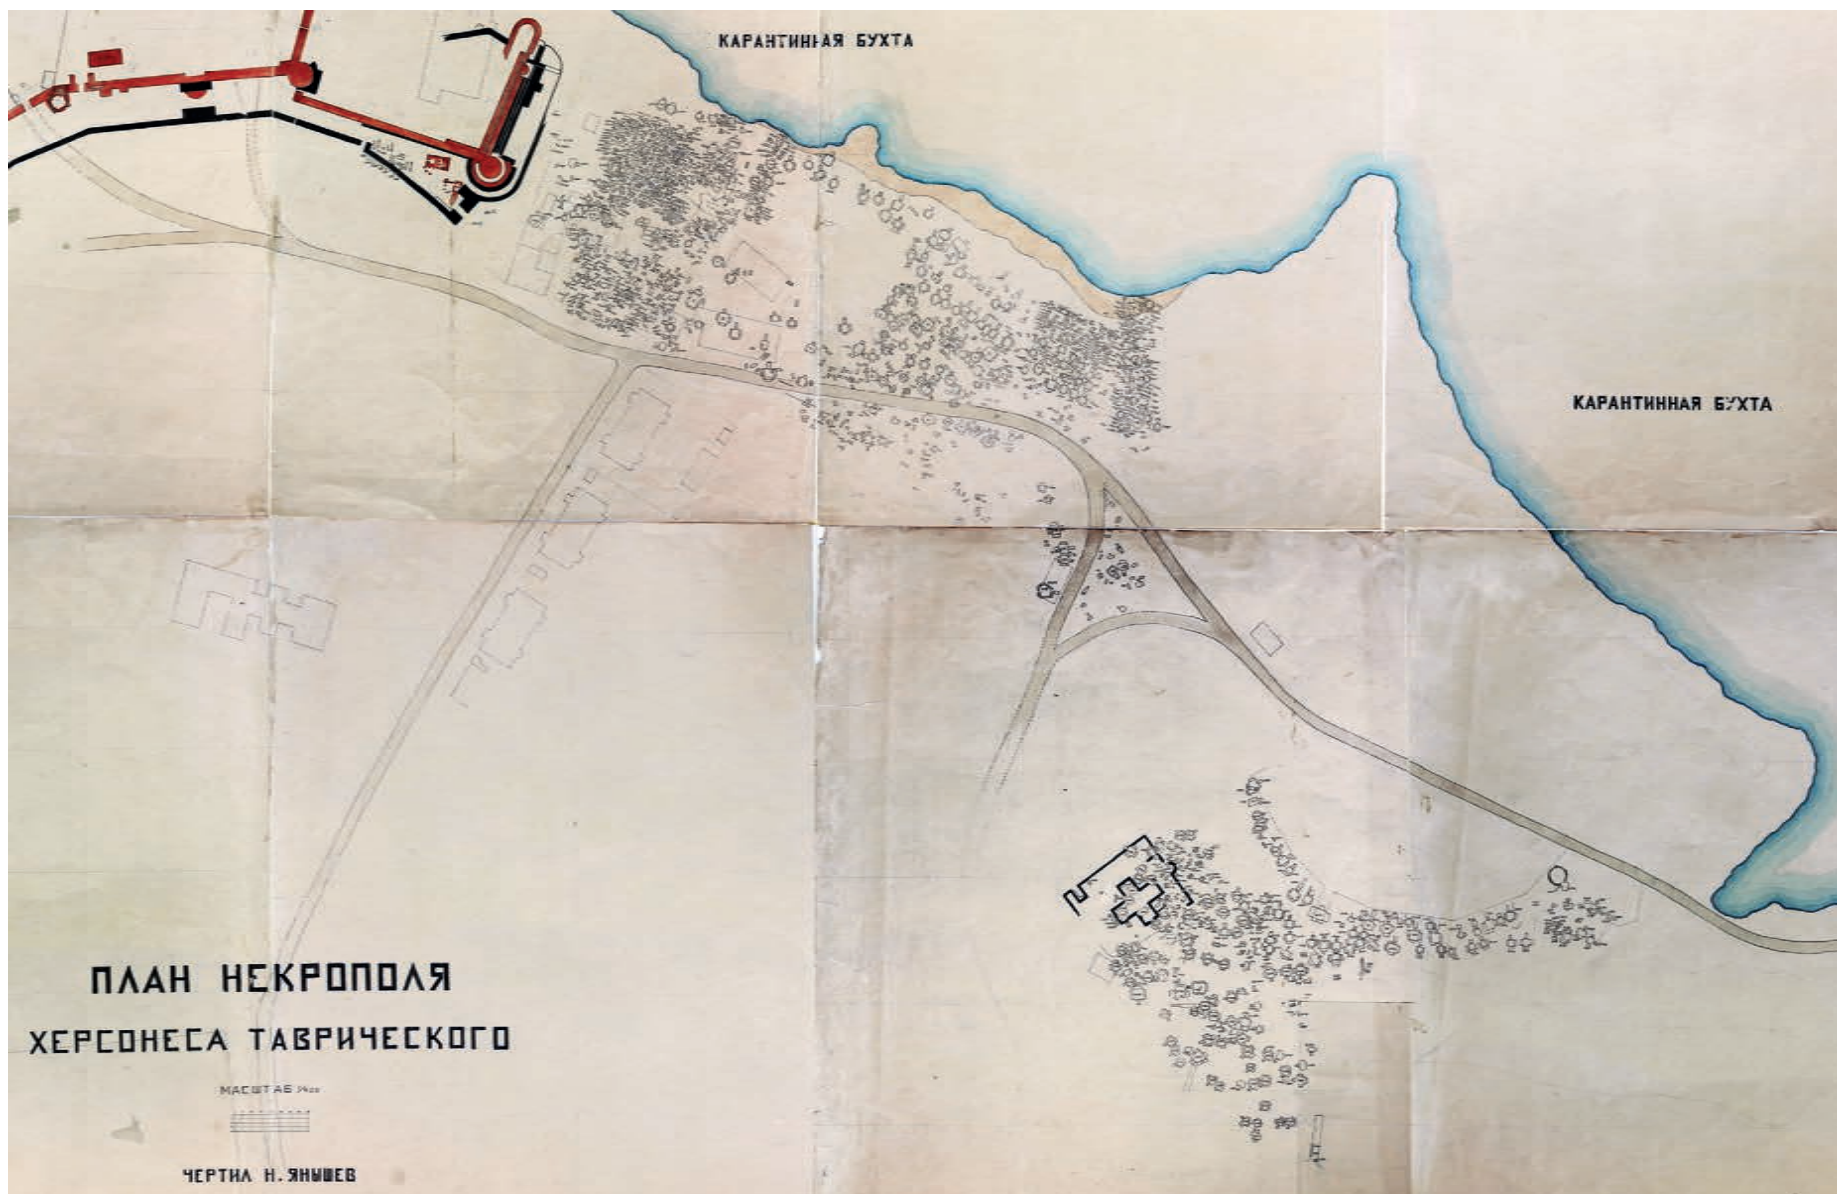 КАРАНТИННАЯ БУХТА
КАРАНТИННАЯ БУХТА
ПЛАН НЕКРОПОЛЯ
ХЕРСОНЕСА ТАВРИЧЕСКОГО
МАСШТАБ
ЧЕРТИЛ Н. ЯНЫШЕВ